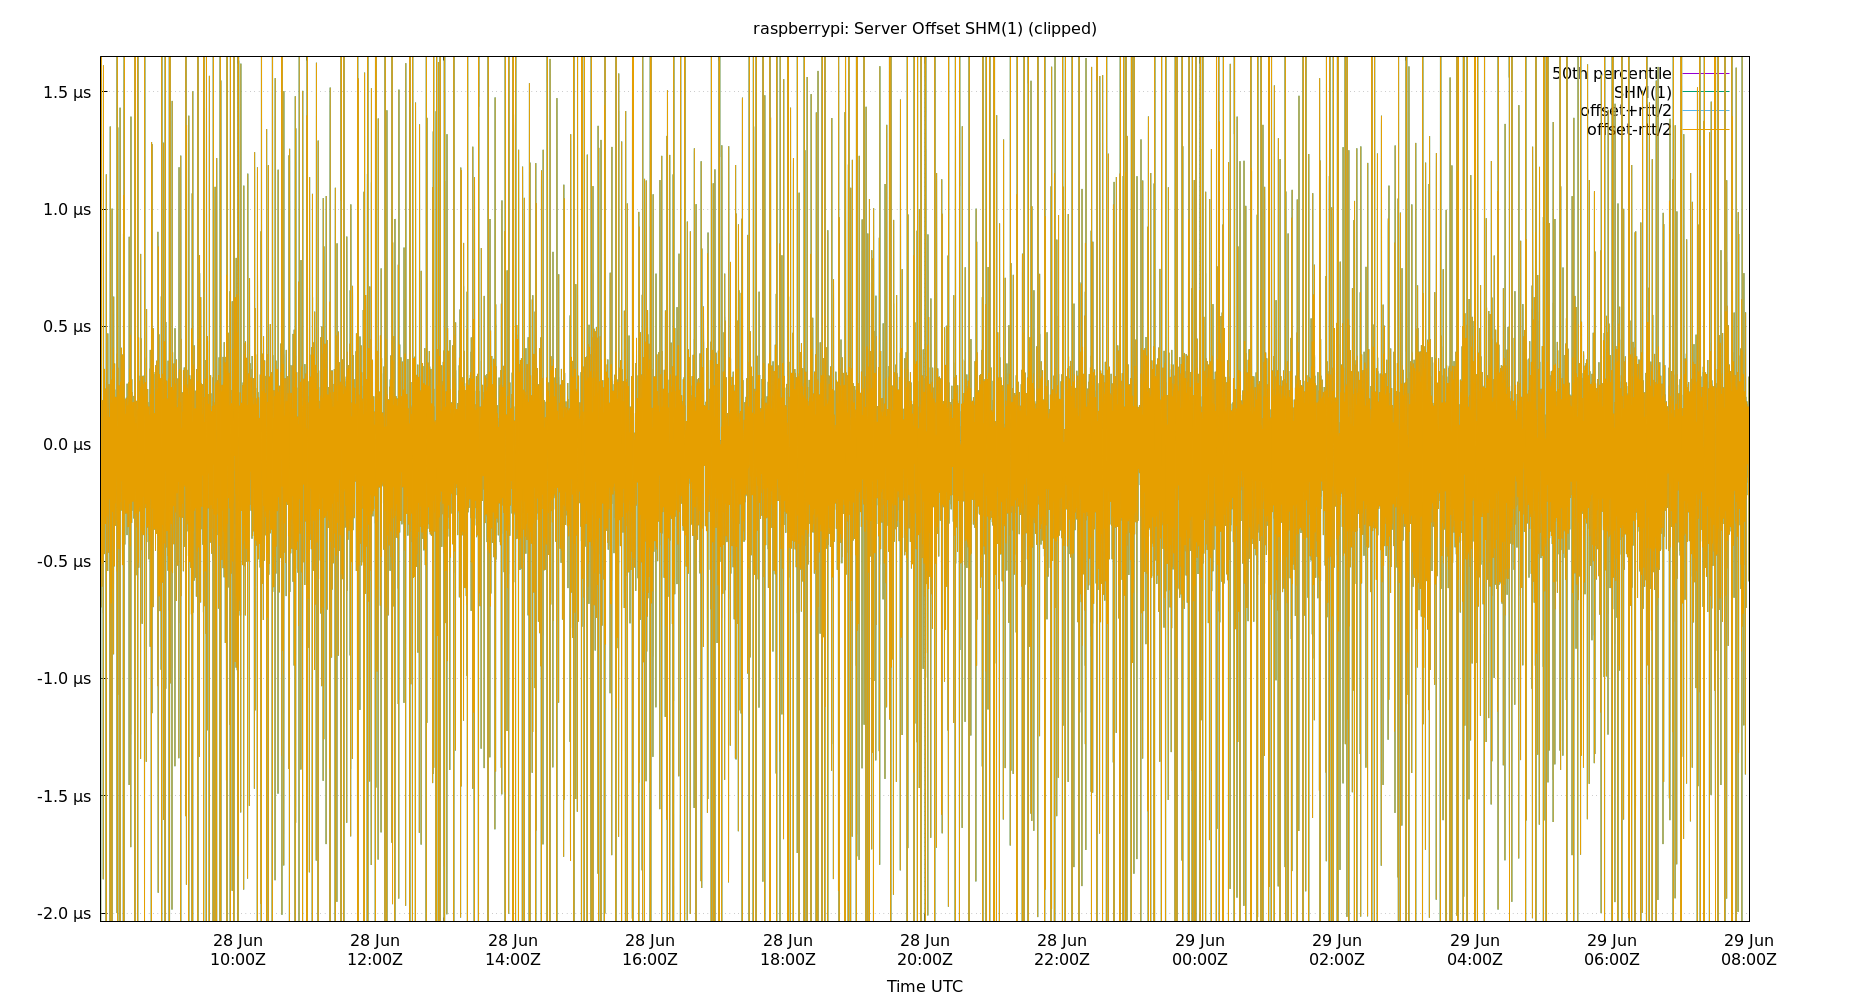 raspberrypi: Server Offset SHM(1) (clipped)
50th percentile
SHM(1)
offset+rtt/2
offset-rtt/2
1.5 µs
1.0 µs
0.5 µs
0.0 µs
-0.5 µs
-1.0 µs
-1.5 µs
-2.0 µs
28 Jun 28 Jun 28 Jun 28 Jun 28 Jun 28 Jun 28 Jun 29 Jun 29 Jun 29 Jun 29 Jun 29 Jun
10:00Z 12:00Z 14:00Z 16:00Z 18:00Z 20:00Z 22:00Z 00:00Z 02:00Z 04:00Z 06:00Z 08:00Z
Time UTC